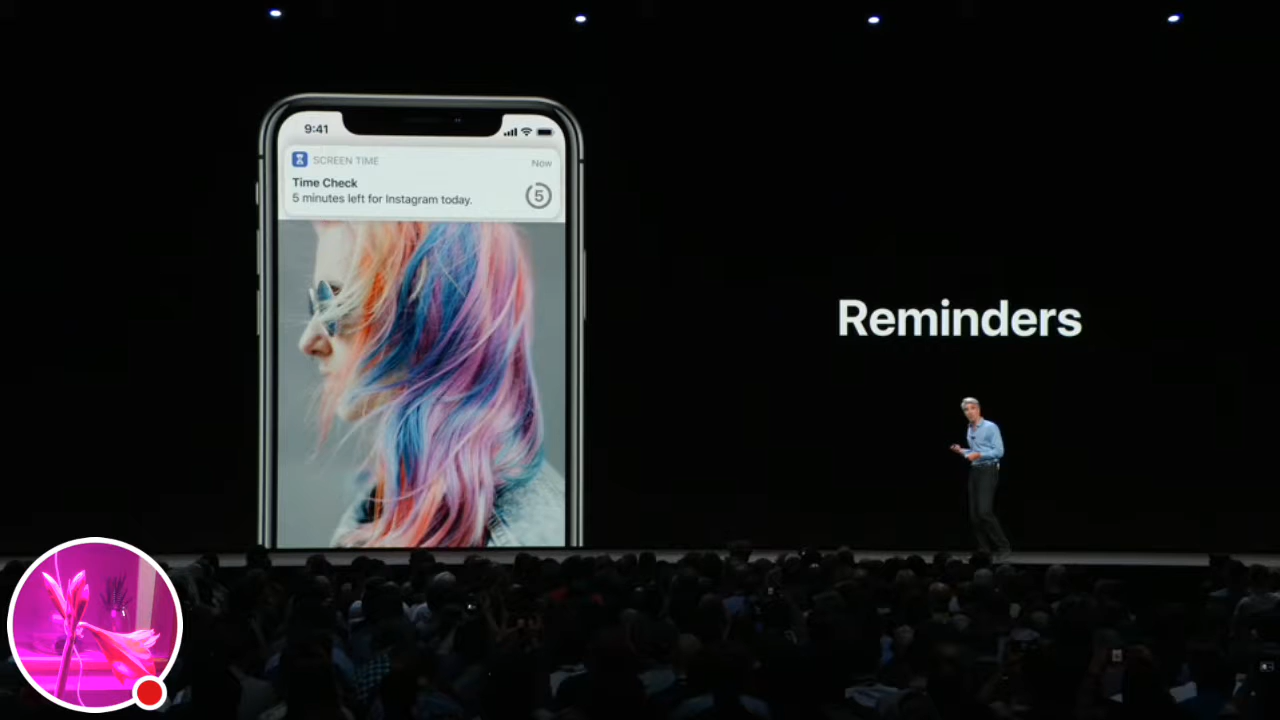 9:41
SCREEN TIME
Now
Time Check
5 minutes left for Instagram today.
5
Reminders